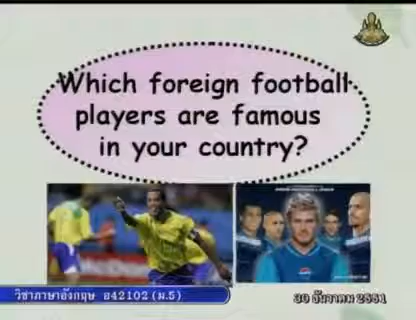 Which foreign football
players are famous
in your country?
วิชาภาษาอังกฤษ อ42102 (ม.5)
30 ธันวาคม 2551